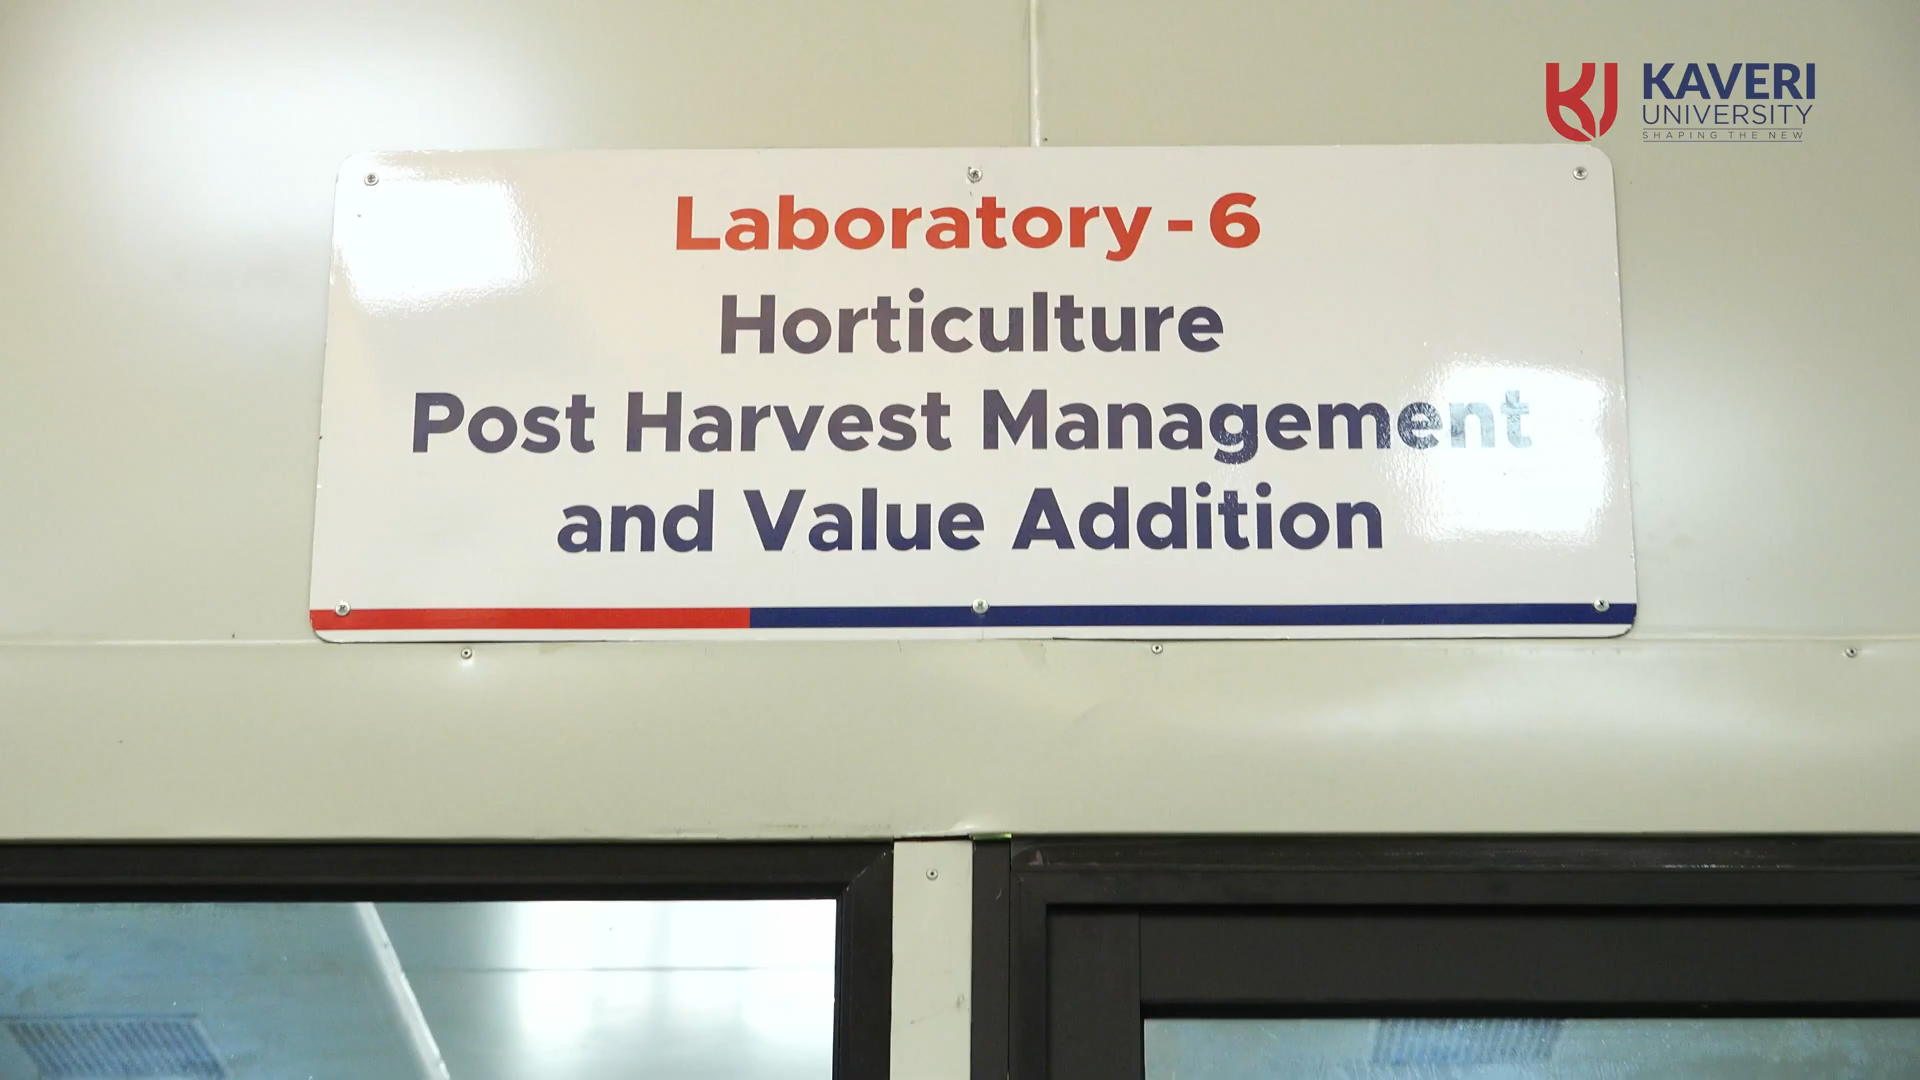 KAVERI
UNIVERSITY
SHAPING THE NEW
Laboratory - 6
Horticulture
Post Harvest Management
and Value Addition